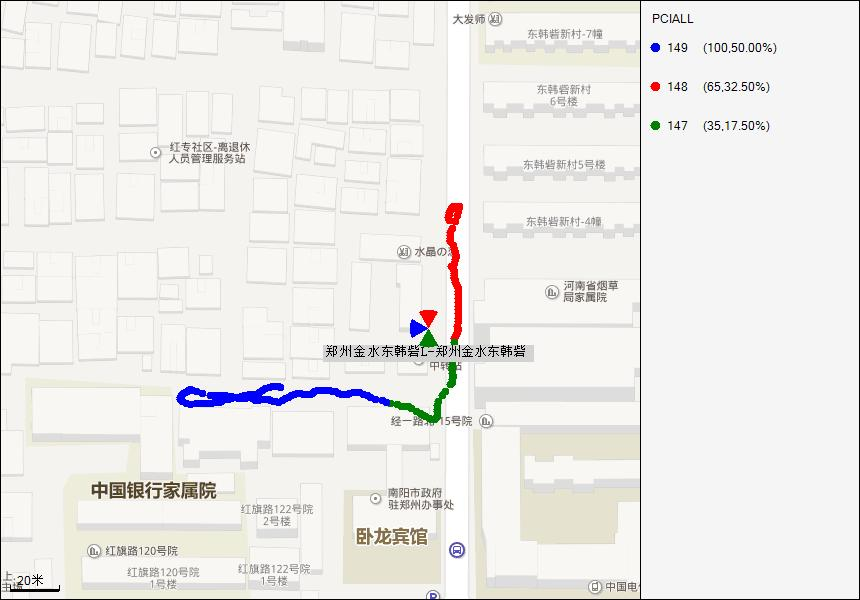 大发师
东韩砦新村-7幢
东韩砦新村
6号楼
红专社区-离退休
人员管理服务站
东韩砦新村5号楼
东韩砦新村-4幢
水晶の
河南省烟草
局家属院
郑州金水东韩砦L-郑州金水东韩砦
中转站
经一路北 15号院
中国银行家属院
南阳市政府
驻郑州办事处
红旗路122号院
2号楼
卧龙宾馆
红旗路120号院
红旗路120号院
1号楼
红旗路122号院
1号楼
20米
中国电
P
PCIALL
149 (100,50.00%)
148 (65,32.50%)
147 (35,17.50%)